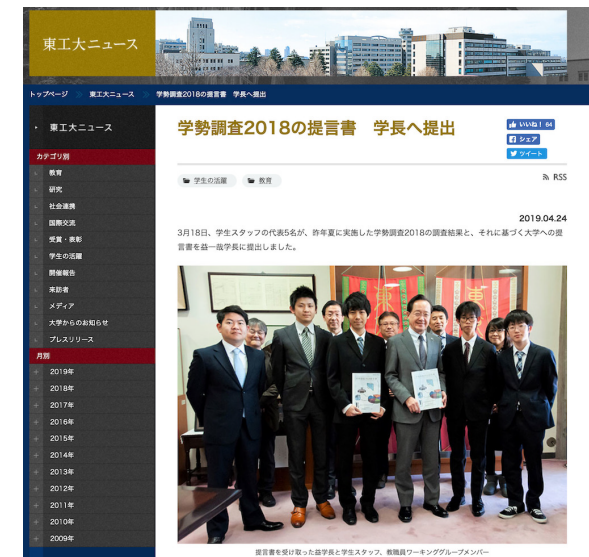 東工大ニュース
トップページ 東工大ニュース 学勢調査2018の提言書 学長へ提出
東工大ニュース
カテゴリ別
教育
研究
社会連携
国際交流
受賞・表彰
学生の活躍
開催報告
来訪者
メディア
大学からのお知らせ
プレスリリース
月別
2019年
2018年
2017年
2016年
2015年
2014年
2013年
2012年
2011年
2010年
2009年
学勢調査2018の提言書 学長へ提出
いいね！ 84
シェア
ツイート
学生の活躍 教育
RSS
2019.04.24
3月18日、学生スタッフの代表5名が、昨年夏に実施した学勢調査2018の調査結果と、それに基づく大学への提
言書を益一哉学長に提出しました。
提言書を受け取った益学長と学生スタッフ、教職員ワーキンググループメンバー